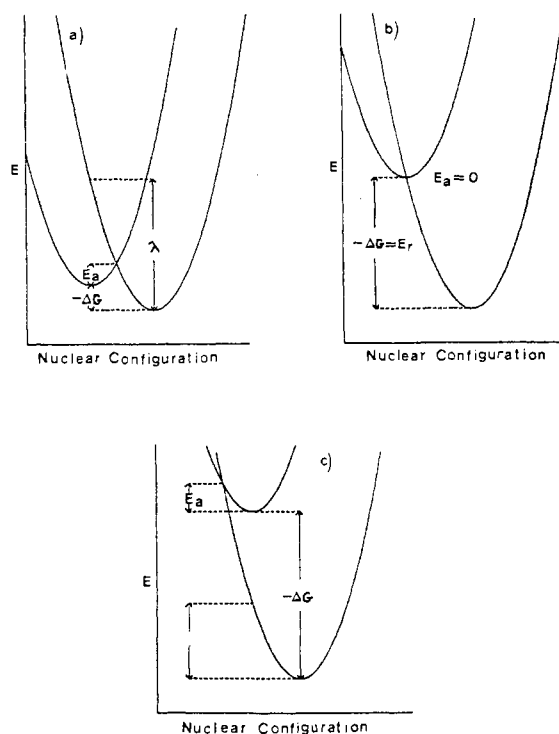 a)
E
λ
Ea
-ΔG
Nuclear Configuration
b)
E
Ea=0
-ΔG=Er
Nuclear Configuration
c)
Ea
E
-ΔG
Nuclear Configuration